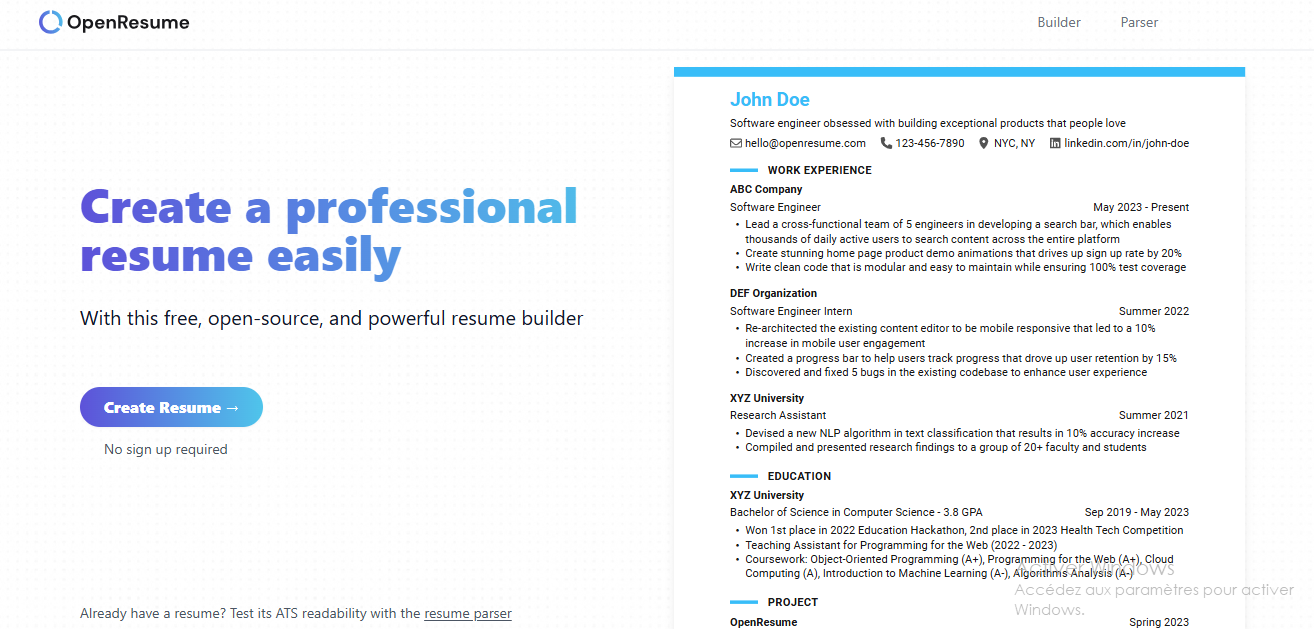 OpenResume
Builder
Parser
Create a professional
resume easily
With this free, open-source, and powerful resume builder
Create Resume →
No sign up required
Already have a resume? Test its ATS readability with the resume parser
John Doe
Software engineer obsessed with building exceptional products that people love
hello@openresume.com 123-456-7890 NYC, NY linkedin.com/in/john-doe
WORK EXPERIENCE
ABC Company
Software Engineer May 2023 - Present
• Lead a cross-functional team of 5 engineers in developing a search bar, which enables
thousands of daily active users to search content across the entire platform
• Create stunning home page product demo animations that drives up sign up rate by 20%
• Write clean code that is modular and easy to maintain while ensuring 100% test coverage
DEF Organization
Software Engineer Intern Summer 2022
• Re-architected the existing content editor to be mobile responsive that led to a 10%
increase in mobile user engagement
• Created a progress bar to help users track progress that drove up user retention by 15%
• Discovered and fixed 5 bugs in the existing codebase to enhance user experience
XYZ University
Research Assistant Summer 2021
• Devised a new NLP algorithm in text classification that results in 10% accuracy increase
• Compiled and presented research findings to a group of 20+ faculty and students
EDUCATION
XYZ University
Bachelor of Science in Computer Science - 3.8 GPA Sep 2019 - May 2023
• Won 1st place in 2022 Education Hackathon, 2nd place in 2023 Health Tech Competition
• Teaching Assistant for Programming for the Web (2022 - 2023)
• Coursework: Object-Oriented Programming (A+), Programming for the Web (A+), Cloud
Computing (A), Introduction to Machine Learning (A-), Algorithms Analysis (A-)
PROJECT
OpenResume Spring 2023
Activer Windows
Accédez aux paramètres pour activer
Windows.